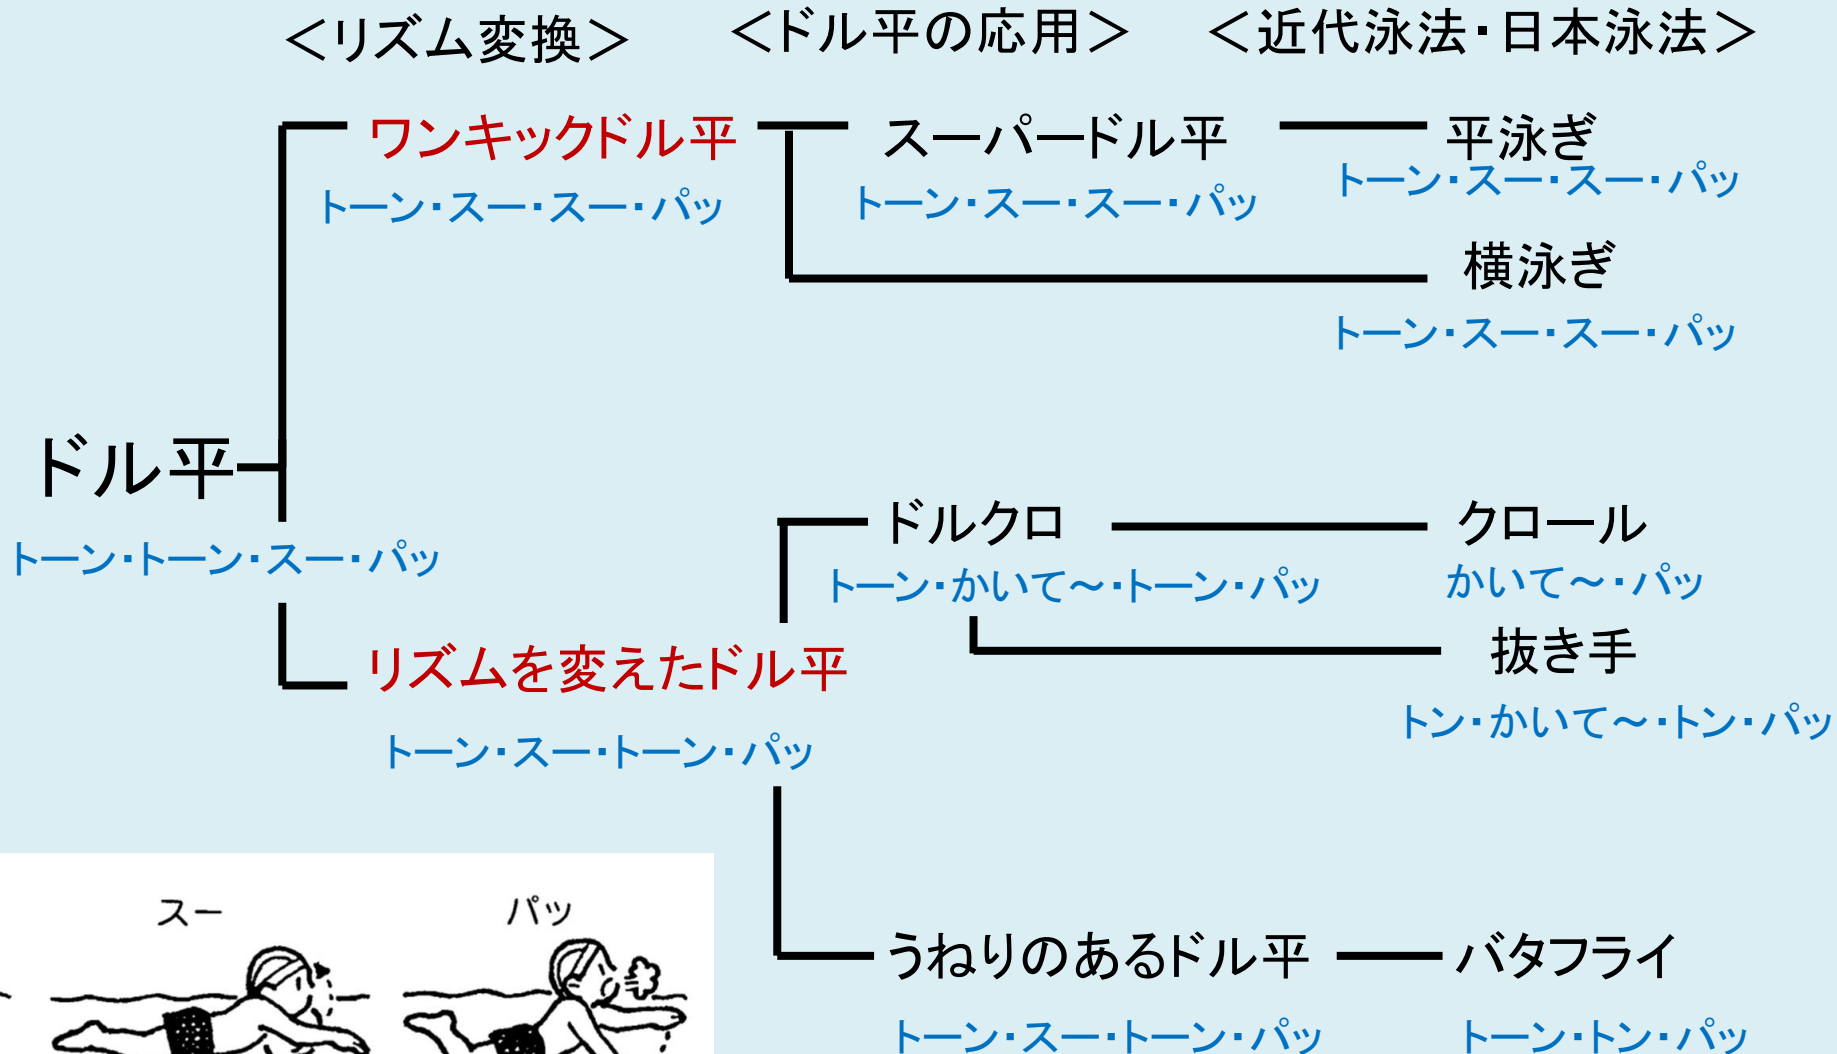 ＜リズム変換＞ ＜ドル平の応用＞ ＜近代泳法・日本泳法＞
ワンキックドル平 スーパードル平 平泳ぎ
トーン・スー・スー・パッ トーン・スー・スー・パッ トーン・スー・スー・パッ
横泳ぎ
トーン・スー・スー・パッ
ドル平
トーン・トーン・スー・パッ
ドルクロ クロール
トーン・かいて～・トーン・パッ かいて～・パッ
リズムを変えたドル平 抜き手
トン・かいて～・トン・パッ
トーン・スー・トーン・パッ
スー パッ
うねりのあるドル平 バタフライ
トーン・スー・トーン・パッ トーン・トン・パッ